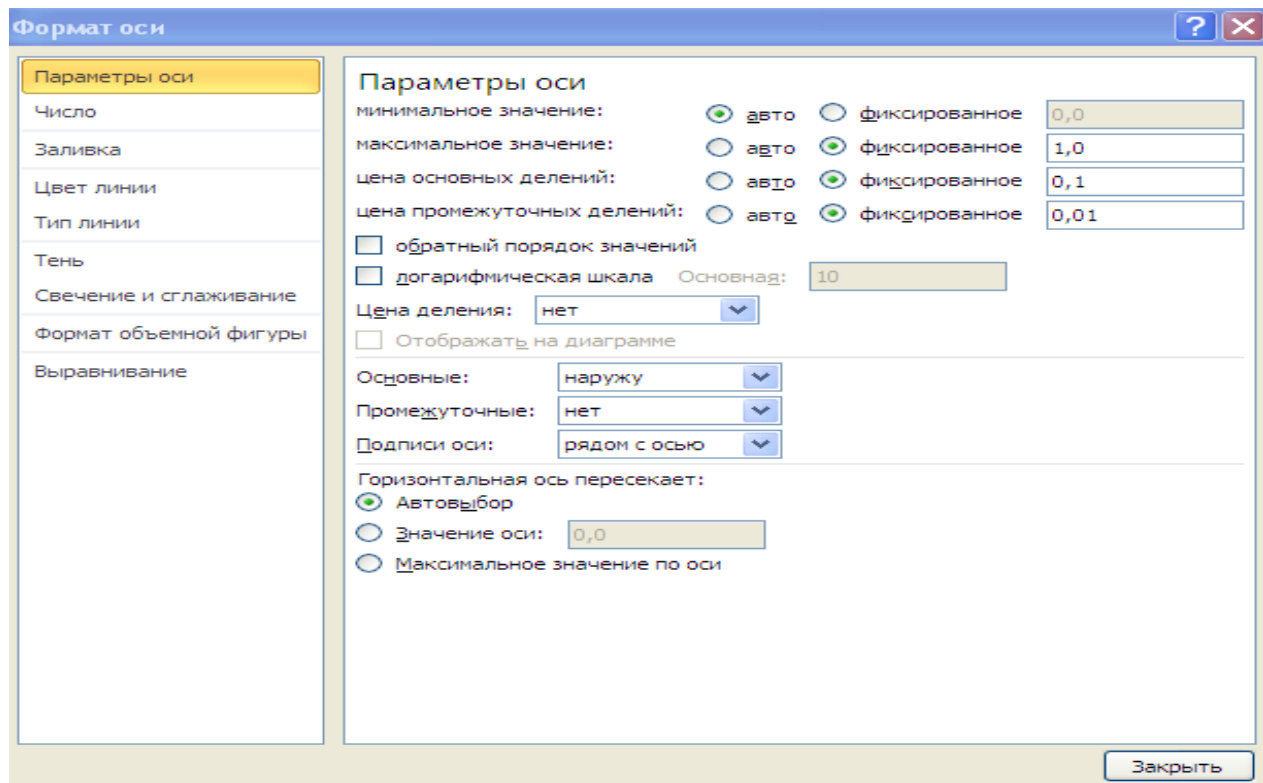 Формат оси
Параметры оси
Число
Заливка
Цвет линии
Тип линии
Тень
Свечение и сглаживание
Формат объемной фигуры
Выравнивание
Параметры оси
минимальное значение: авто фиксированное 0,0
максимальное значение: авто фиксированное 1,0
цена основных делений: авто фиксированное 0,1
цена промежуточных делений: авто фиксированное 0,01
обратный порядок значений
логарифмическая шкала Основная: 10
Цена деления: нет
Отображать на диаграмме
Основные: наружу
Промежуточные: нет
Подписи оси: рядом с осью
Горизонтальная ось пересекает:
Автовыбор
Значение оси: 0,0
Максимальное значение по оси
Закрыть